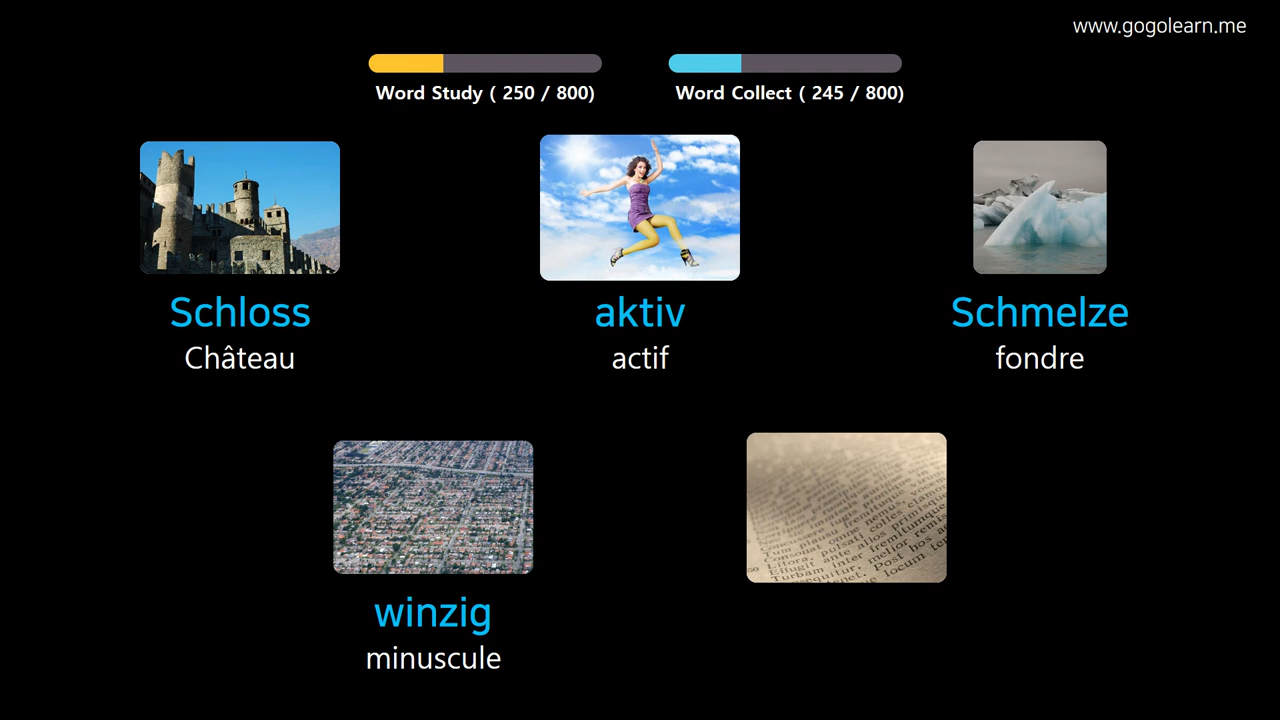 www.gogolearn.me
Word Study ( 250 / 800)
Word Collect ( 245 / 800)
Schloss
Château
aktiv
actif
Schmelze
fondre
winzig
minuscule